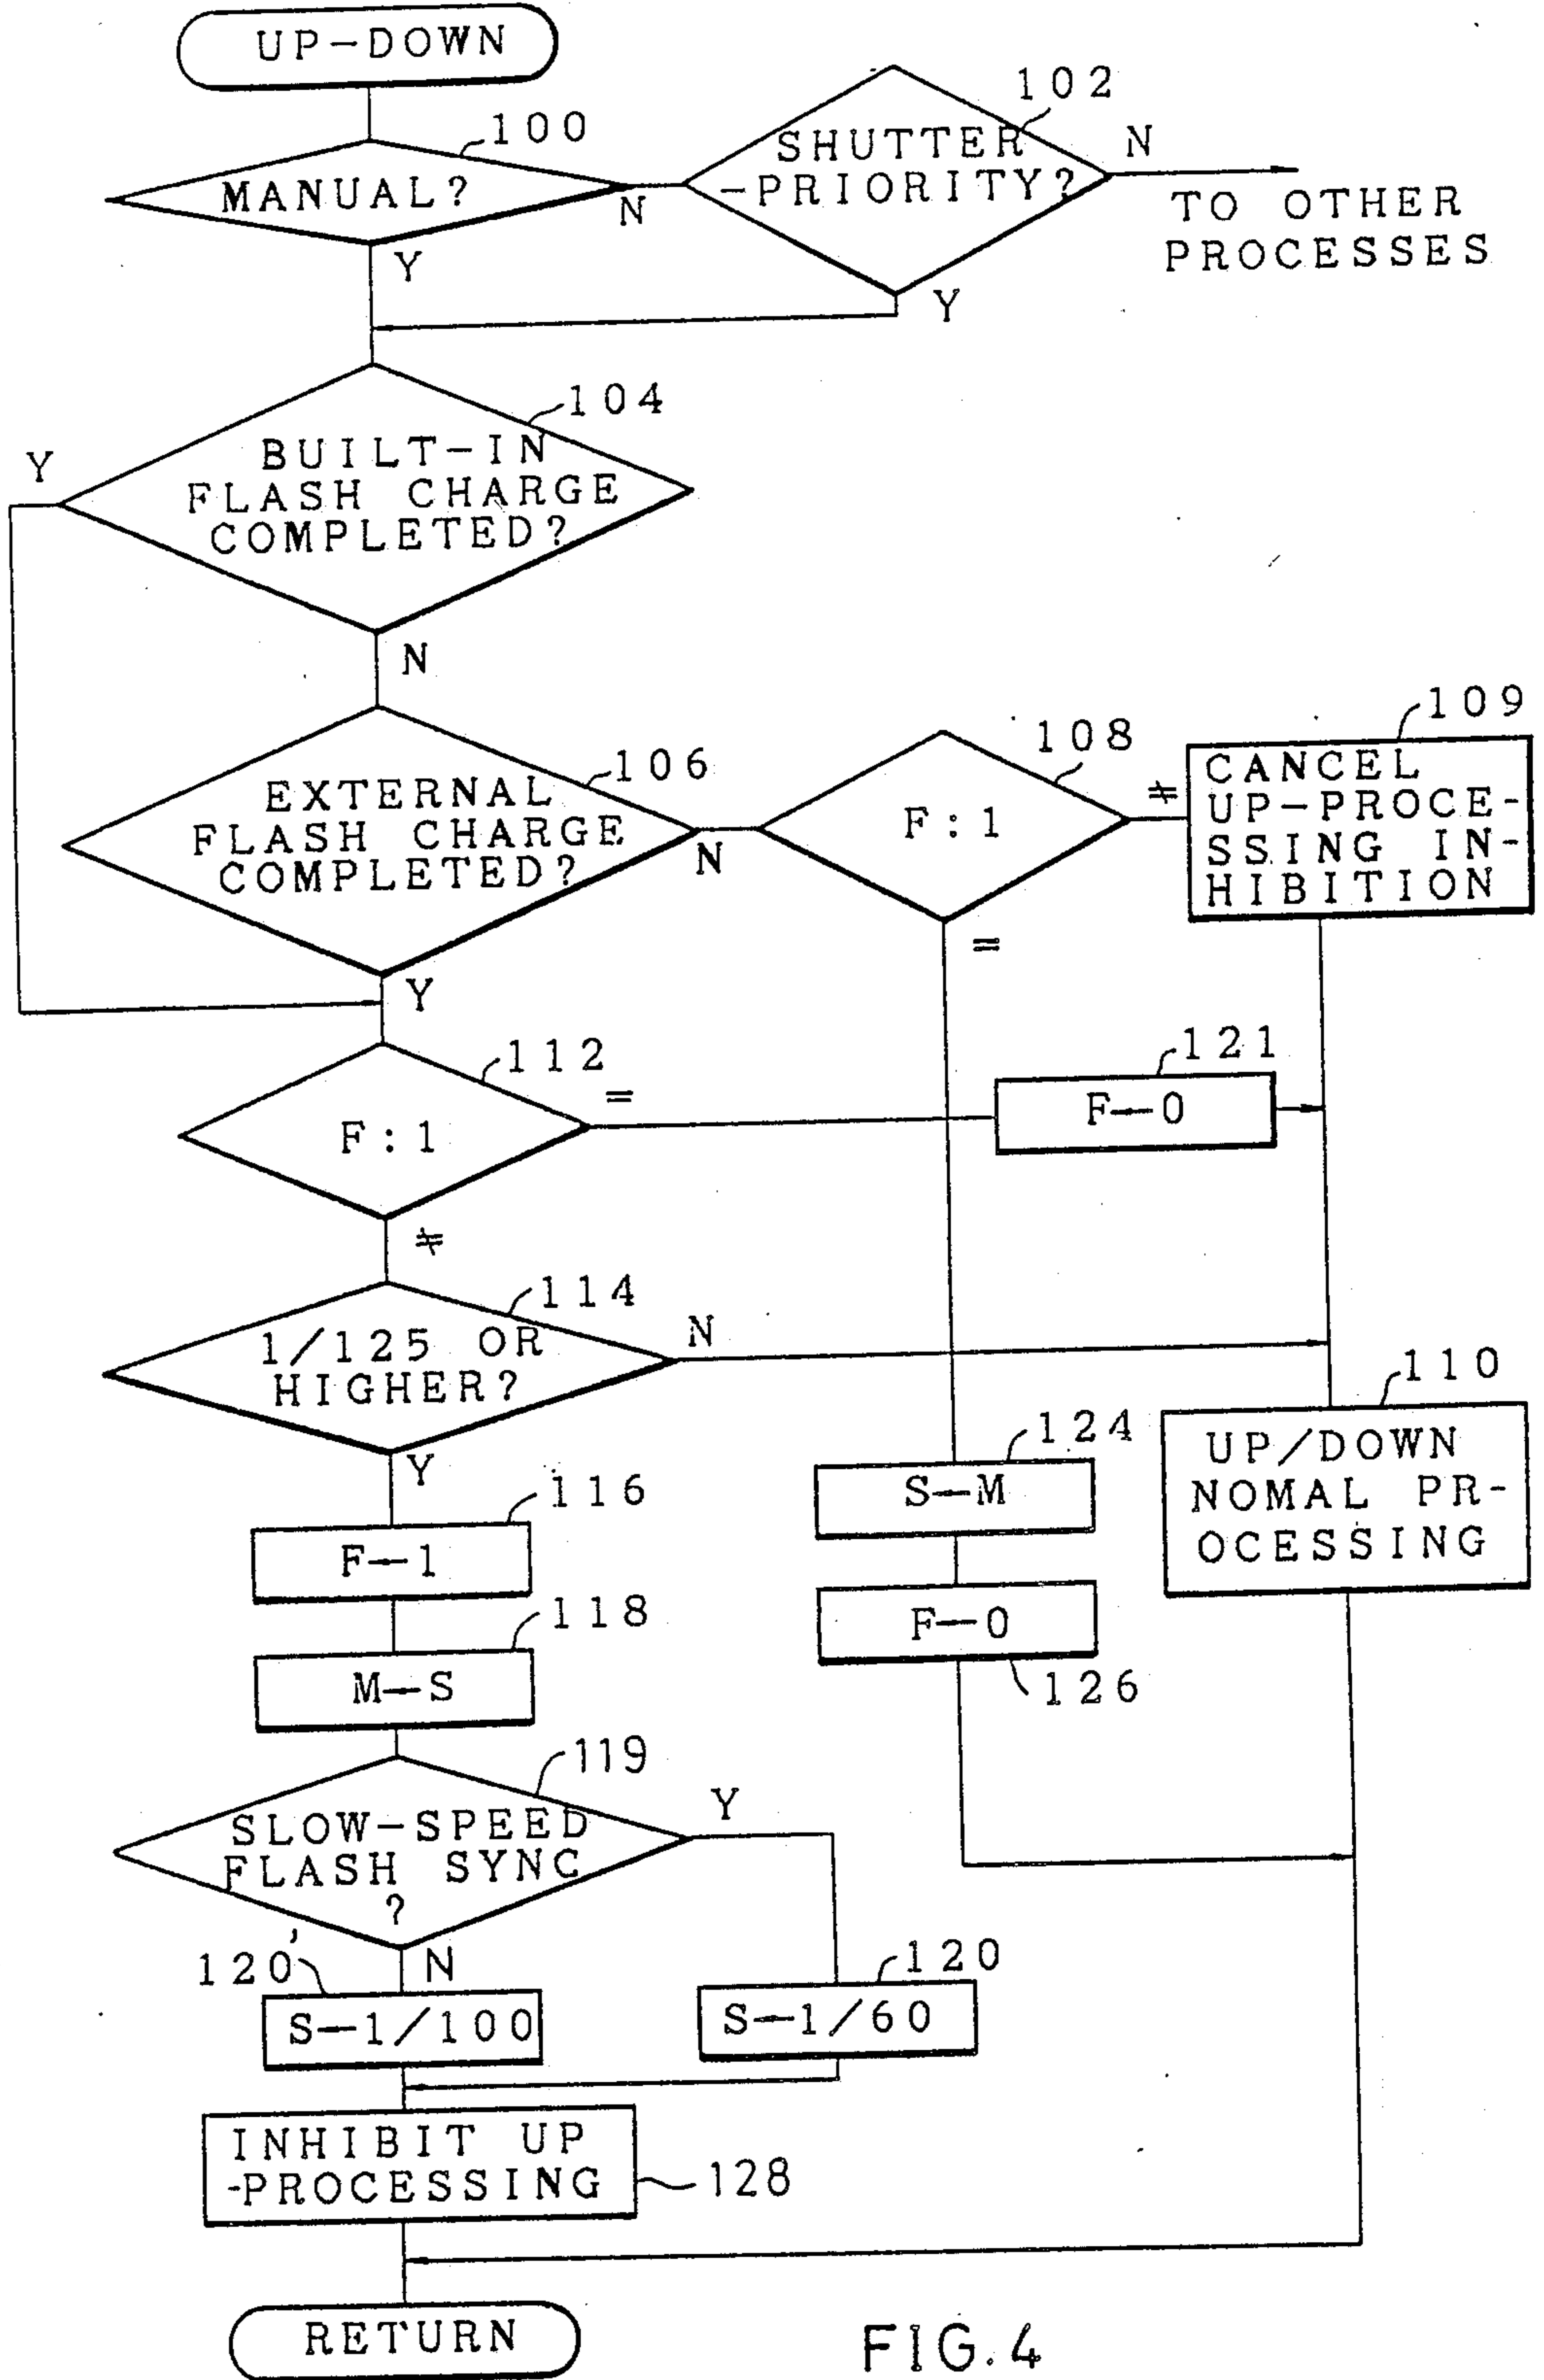 UP-DOWN
100
MANUAL?
N
Y
102
SHUTTER
-PRIORITY?
N
TO OTHER
PROCESSES
Y
104
BUILT-IN
FLASH CHARGE
COMPLETED?
Y
N
106
EXTERNAL
FLASH CHARGE
COMPLETED?
N
Y
108
F:1
≠
=
109
CANCEL
UP-PROCE-
SSING IN-
HIBITION
112
F:1
=
≠
121
F←0
114
1/125 OR
HIGHER?
N
Y
110
UP/DOWN
NOMAL PR-
OCESSING
116
F←1
124
S←M
118
M←S
F←0
126
119
SLOW-SPEED
FLASH SYNC
?
Y
N
120'
S←1/100
120
S←1/60
INHIBIT UP
-PROCESSING
128
RETURN
FIG.4